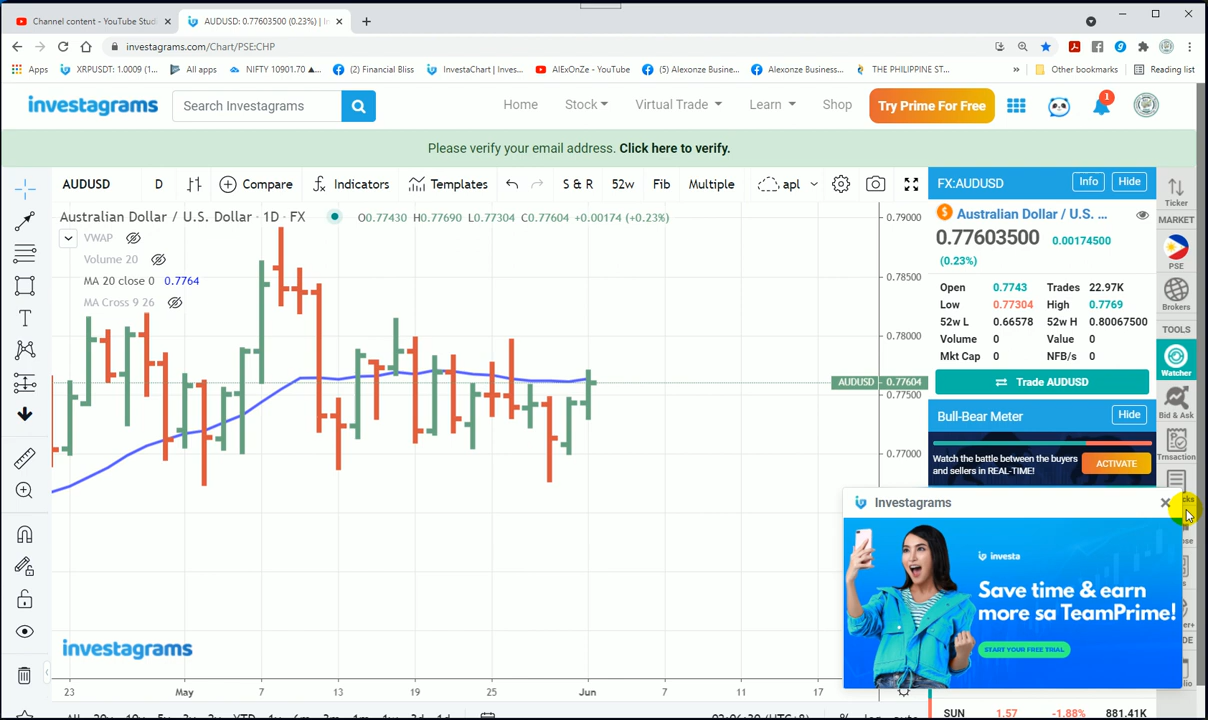 Channel content - YouTube Studi
AUDUSD: 0.77603500 (0.23%) | In
investagrams.com/Chart/PSE:CHP
Apps
XRPUSDT: 1.0009 (1...
All apps
NIFTY 10901.70 ▲...
(2) Financial Bliss
InvestaChart | Inves...
AlExOnZe - YouTube
(5) Alexonze Busine...
Alexonze Business...
THE PHILIPPINE ST...
»
Other bookmarks
Reading list
investagrams
Search Investagrams
Home
Stock
Virtual Trade
Learn
Shop
Try Prime For Free
1
Please verify your email address. Click here to verify.
AUDUSD
D
Compare
Indicators
Templates
S & R
52w
Fib
Multiple
apl
Australian Dollar / U.S. Dollar · 1D · FX
O0.77430 H0.77690 L0.77304 C0.77604 +0.00174 (+0.23%)
VWAP
Volume 20
MA 20 close 0 0.7764
MA Cross 9 26
0.79000
0.78500
0.78000
AUDUSD 0.77604
0.77500
0.77000
investagrams
23 May 7 13 19 25 Jun 7 11 17
FX:AUDUSD
Info
Hide
Australian Dollar / U.S. ...
0.77603500 0.00174500
(0.23%)
Open 0.7743 Trades 22.97K
Low 0.77304 High 0.7769
52w L 0.66578 52w H 0.80067500
Volume 0 Value 0
Mkt Cap 0 NFB/s 0
Trade AUDUSD
Bull-Bear Meter
Hide
Watch the battle between the buyers
and sellers in REAL-TIME!
ACTIVATE
Investagrams
investa
Save time & earn
more sa TeamPrime!
START YOUR FREE TRIAL
SUN 1.57 -1.88% 881.41K
Ticker
MARKET
PSE
Brokers
TOOLS
Watcher
Bid & Ask
Trnsaction